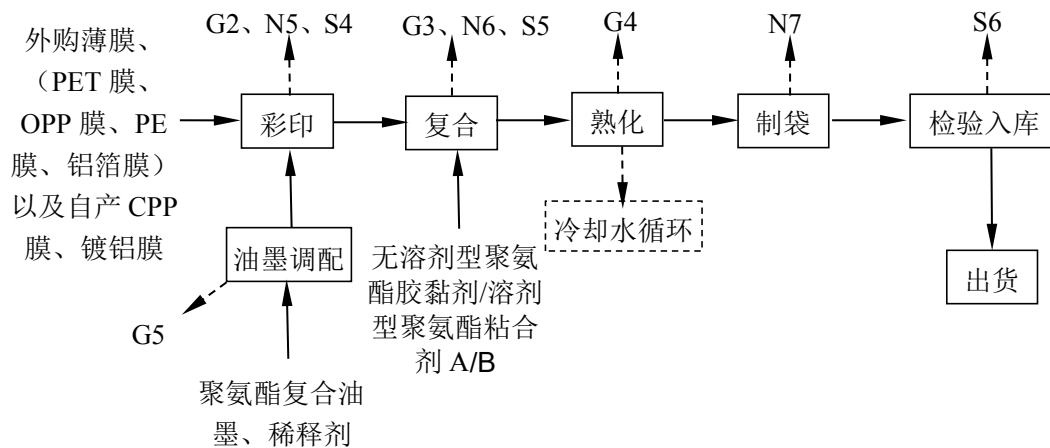 G2、N5、S4
G3、N6、S5
G4
N7
S6
外购薄膜、
（PET 膜、
OPP 膜、PE
膜、铝箔膜）
以及自产 CPP
膜、镀铝膜
彩印
复合
熟化
制袋
检验入库
油墨调配
G5
聚氨酯复合油
墨、稀释剂
无溶剂型聚氨
酯胶黏剂/溶剂
型聚氨酯粘合
剂 A/B
冷却水循环
出货